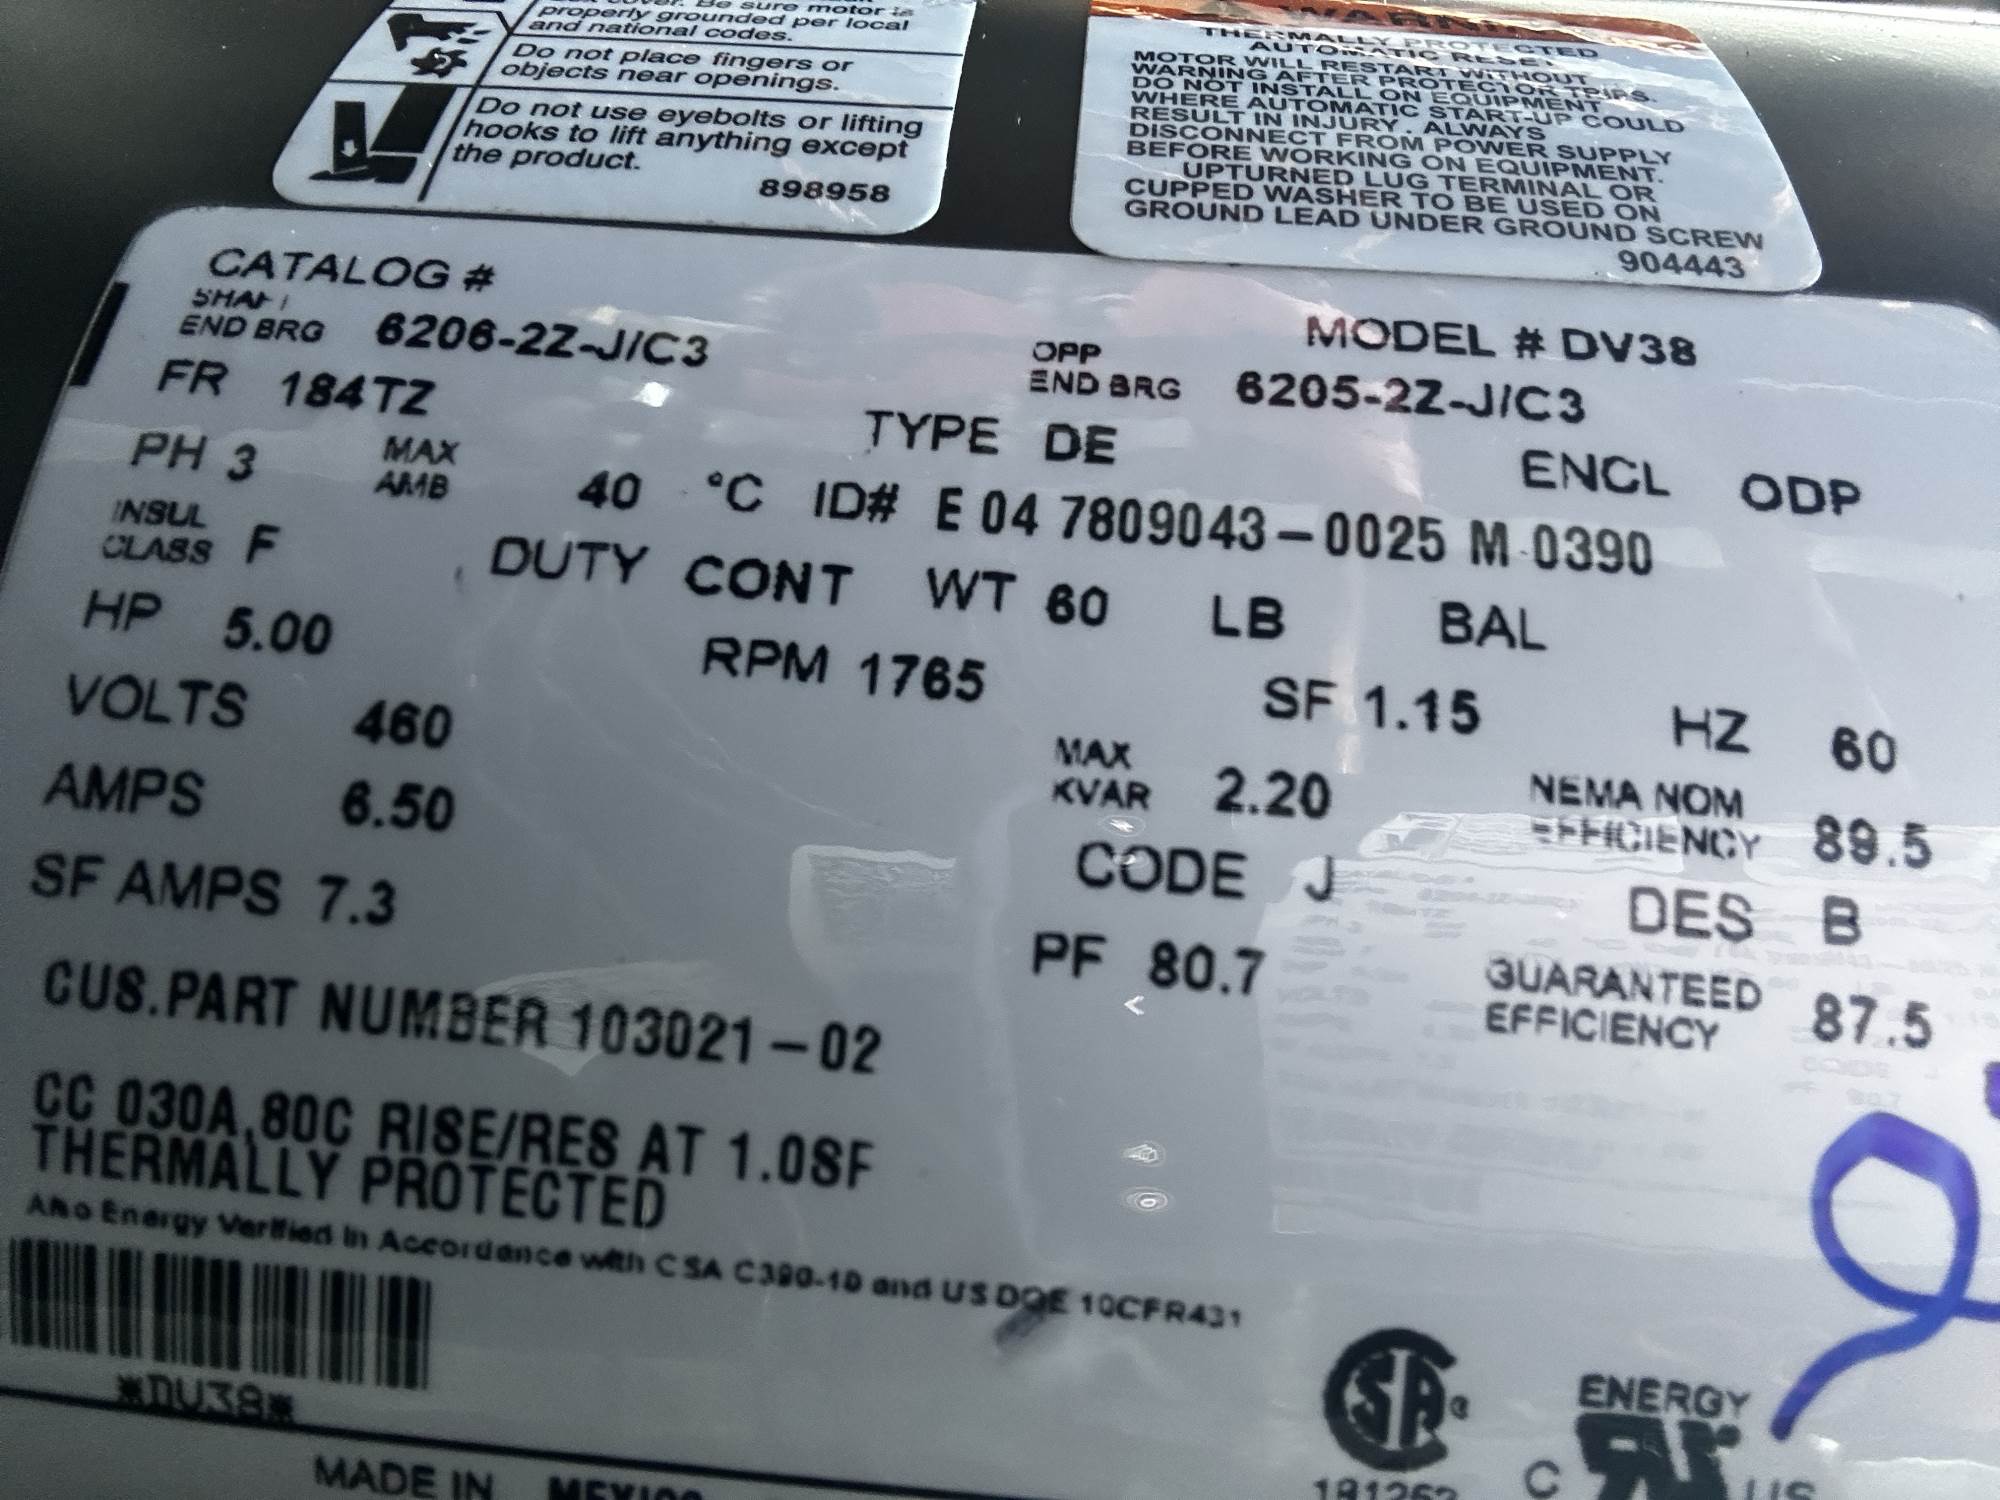 properly grounded per local
and national codes.
Do not place fingers or
objects near openings.
Do not use eyebolts or lifting
hooks to lift anything except
the product.
898958
WARNING
THERMALLY PROTECTED
AUTOMATIC RESET
MOTOR WILL RESTART WITHOUT
WARNING AFTER PROTECTOR TRIPS.
DO NOT INSTALL ON EQUIPMENT
WHERE AUTOMATIC START-UP COULD
RESULT IN INJURY. ALWAYS
DISCONNECT FROM POWER SUPPLY
BEFORE WORKING ON EQUIPMENT.
UPTURNED LUG TERMINAL OR
CUPPED WASHER TO BE USED ON
GROUND LEAD UNDER GROUND SCREW
904443
CATALOG # MODEL # DV38
SHAFT END BRG 6206-2Z-J/C3 OPP END BRG 6205-2Z-J/C3
FR 184TZ TYPE DE ENCL ODP
PH 3 MAX AMB 40 °C ID# E 04 7809043-0025 M 0390
INSUL CLASS F DUTY CONT WT 60 LB BAL
HP 5.00 RPM 1765 SF 1.15 HZ 60
VOLTS 460 MAX KVAR 2.20 NEMA NOM EFFICIENCY 89.5
AMPS 6.50 CODE J DES B
SF AMPS 7.3 PF 80.7 GUARANTEED EFFICIENCY 87.5
CUS.PART NUMBER 103021-02
CC 030A,80C RISE/RES AT 1.0SF
THERMALLY PROTECTED
Also Energy Verified In Accordance with CSA C390-10 and US DOE 10CFR431
*DV38*
MADE IN MEXICO
SA
181262
ENERGY
C US